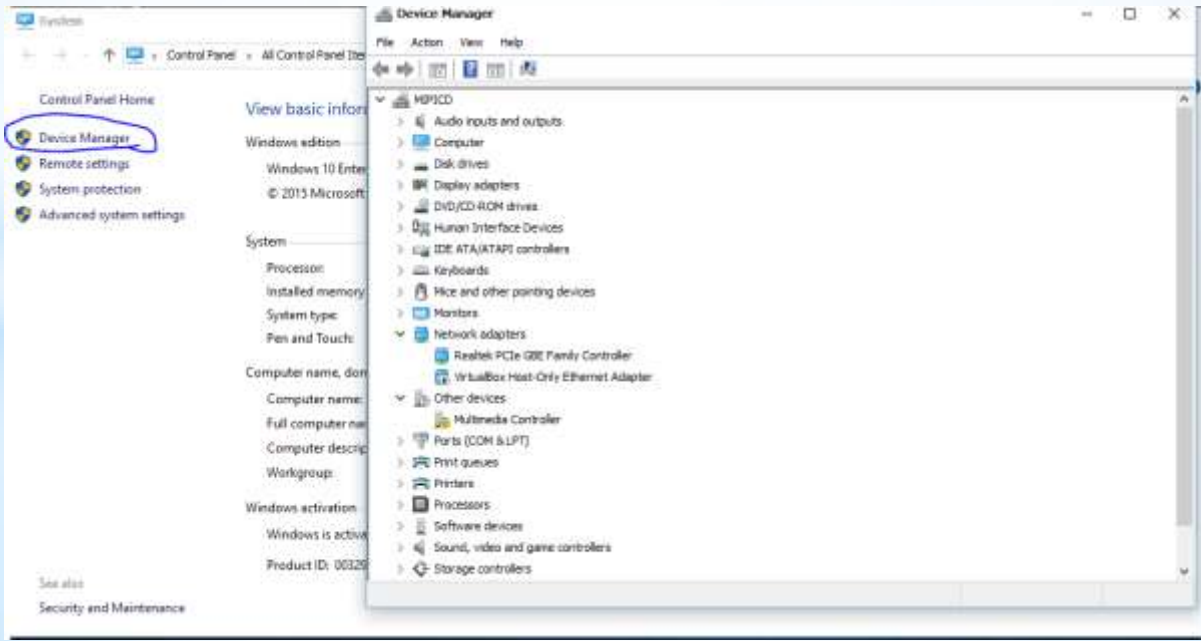 System
Control Panel › All Control Panel Ite
Control Panel Home
Device Manager
Remote settings
System protection
Advanced system settings
See also
Security and Maintenance
View basic infor
Windows edition
Windows 10 Enter
© 2015 Microsoft
System
Processor:
Installed memory
System type:
Pen and Touch:
Computer name, dom
Computer name:
Full computer na
Computer descrip
Workgroup:
Windows activation
Windows is activa
Product ID: 00329
Device Manager
File Action View Help
MIPICD
Audio inputs and outputs
Computer
Disk drives
Display adapters
DVD/CD-ROM drives
Human Interface Devices
IDE ATA/ATAPI controllers
Keyboards
Mice and other pointing devices
Monitors
Network adapters
Realtek PCIe GBE Family Controller
VirtualBox Host-Only Ethernet Adapter
Other devices
Multimedia Controller
Ports (COM & LPT)
Print queues
Printers
Processors
Software devices
Sound, video and game controllers
Storage controllers